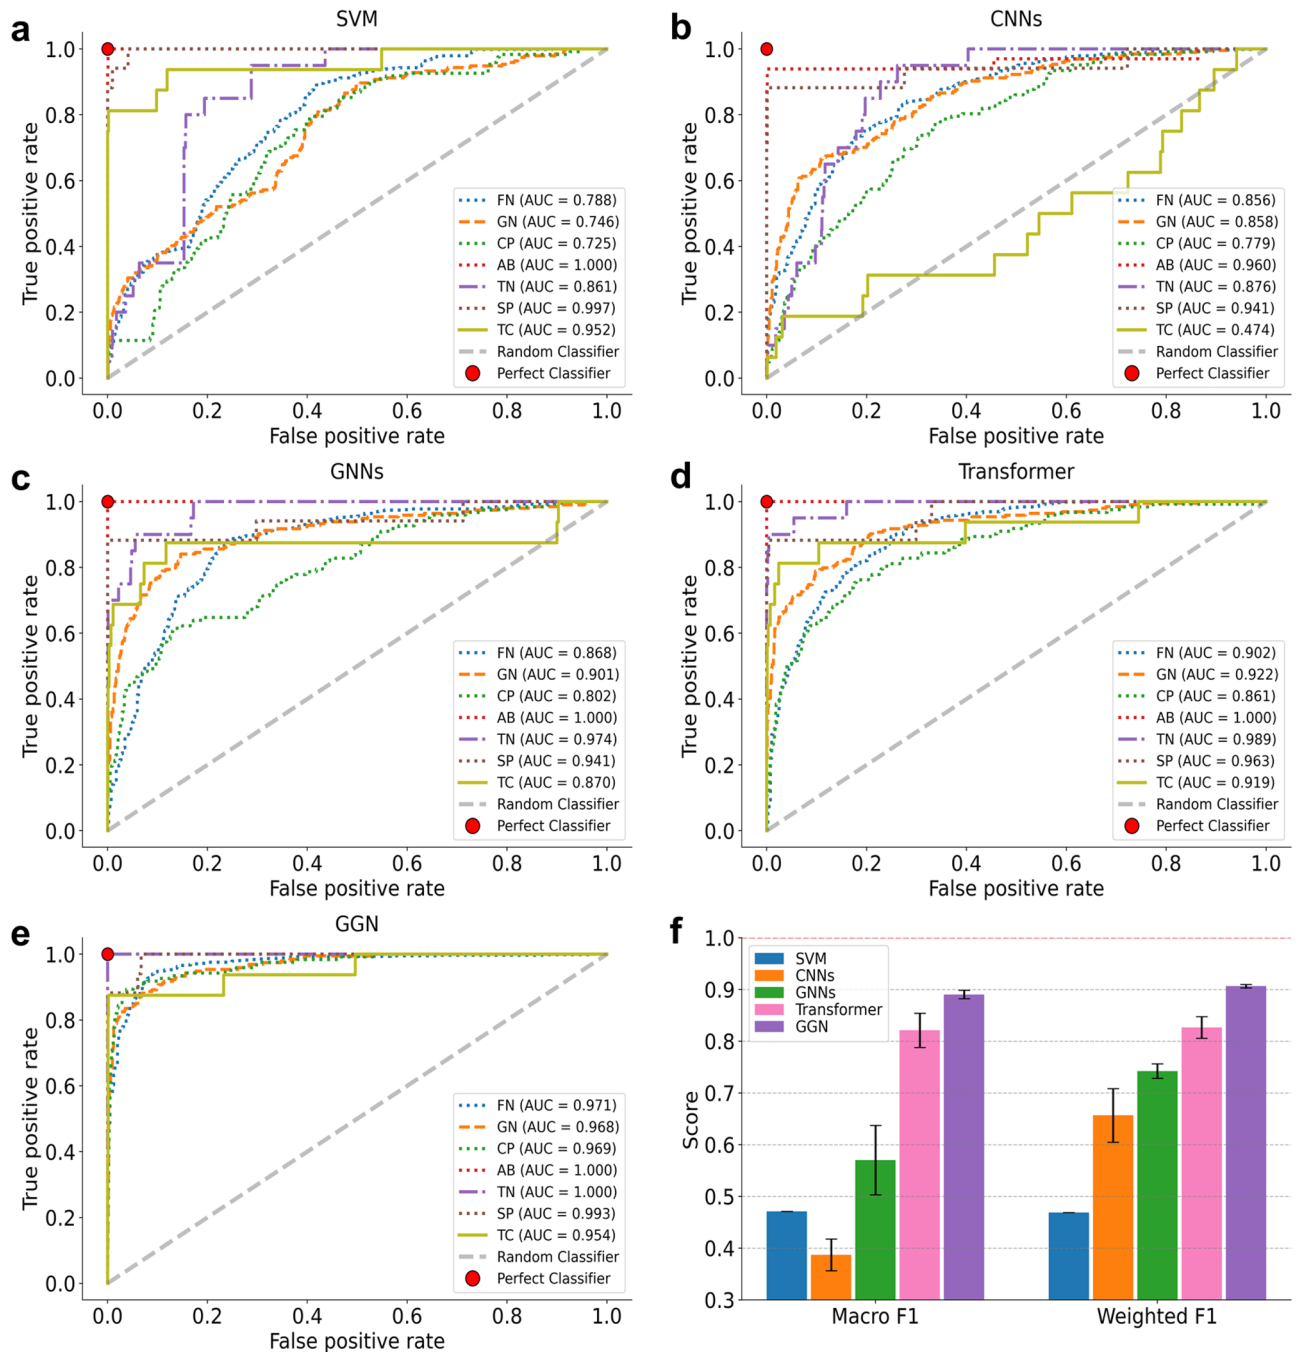 a
SVM
True positive rate
1.0
0.8
0.6
0.4
0.2
0.0
FN (AUC = 0.788)
GN (AUC = 0.746)
CP (AUC = 0.725)
AB (AUC = 1.000)
TN (AUC = 0.861)
SP (AUC = 0.997)
TC (AUC = 0.952)
Random Classifier
Perfect Classifier
0.0 0.2 0.4 0.6 0.8 1.0
False positive rate
b
CNNs
True positive rate
1.0
0.8
0.6
0.4
0.2
0.0
FN (AUC = 0.856)
GN (AUC = 0.858)
CP (AUC = 0.779)
AB (AUC = 0.960)
TN (AUC = 0.876)
SP (AUC = 0.941)
TC (AUC = 0.474)
Random Classifier
Perfect Classifier
0.0 0.2 0.4 0.6 0.8 1.0
False positive rate
c
GNNs
True positive rate
1.0
0.8
0.6
0.4
0.2
0.0
FN (AUC = 0.868)
GN (AUC = 0.901)
CP (AUC = 0.802)
AB (AUC = 1.000)
TN (AUC = 0.974)
SP (AUC = 0.941)
TC (AUC = 0.870)
Random Classifier
Perfect Classifier
0.0 0.2 0.4 0.6 0.8 1.0
False positive rate
d
Transformer
True positive rate
1.0
0.8
0.6
0.4
0.2
0.0
FN (AUC = 0.902)
GN (AUC = 0.922)
CP (AUC = 0.861)
AB (AUC = 1.000)
TN (AUC = 0.989)
SP (AUC = 0.963)
TC (AUC = 0.919)
Random Classifier
Perfect Classifier
0.0 0.2 0.4 0.6 0.8 1.0
False positive rate
e
GGN
True positive rate
1.0
0.8
0.6
0.4
0.2
0.0
FN (AUC = 0.971)
GN (AUC = 0.968)
CP (AUC = 0.969)
AB (AUC = 1.000)
TN (AUC = 1.000)
SP (AUC = 0.993)
TC (AUC = 0.954)
Random Classifier
Perfect Classifier
0.0 0.2 0.4 0.6 0.8 1.0
False positive rate
f
Score
1.0
0.9
0.8
0.7
0.6
0.5
0.4
0.3
SVM
CNNs
GNNs
Transformer
GGN
Macro F1 Weighted F1